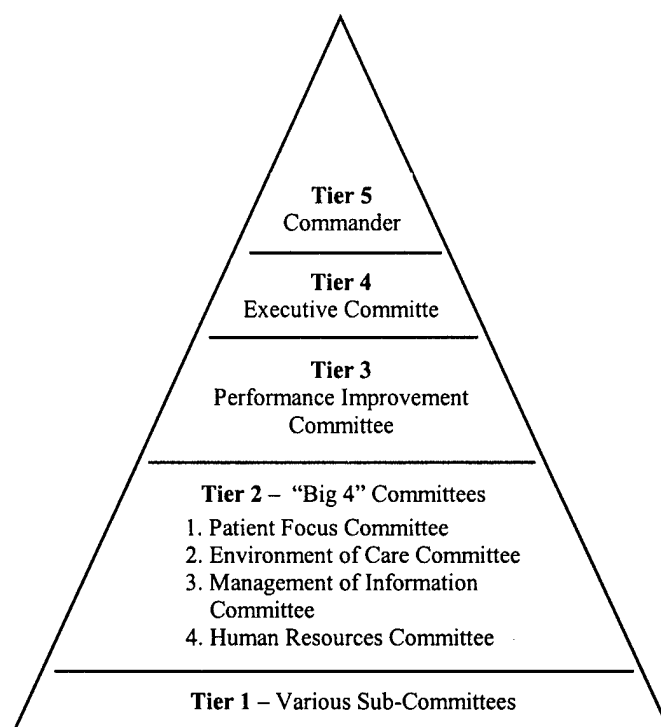 Tier 5
Commander
Tier 4
Executive Committe
Tier 3
Performance Improvement
Committee
Tier 2 – “Big 4” Committees
1. Patient Focus Committee
2. Environment of Care Committee
3. Management of Information
Committee
4. Human Resources Committee
Tier 1 – Various Sub-Committees